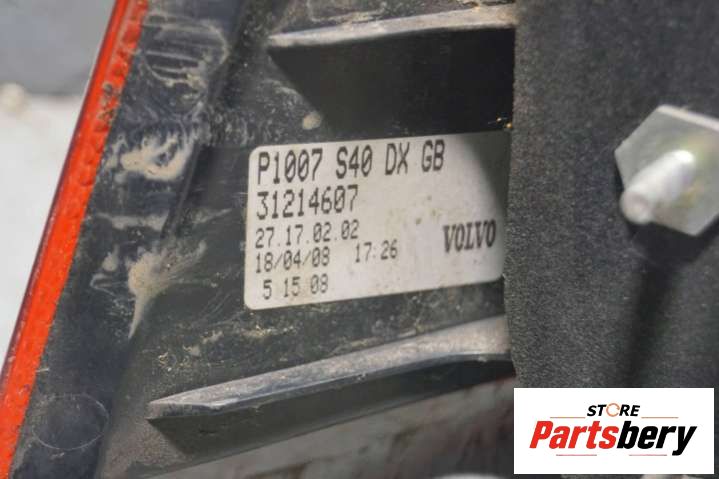 P1007 S40 DX GB
31214607
27.17.02.02
18/04/08 17:26
VOLVO
5 15 08
STORE
Partsbery